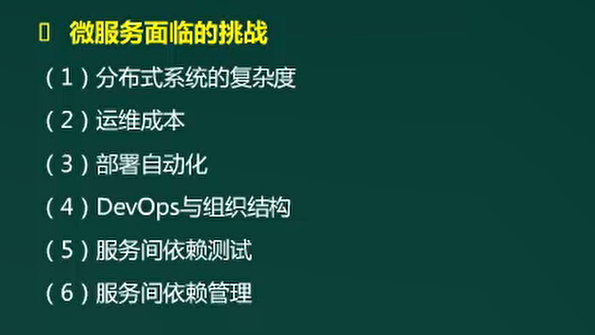 微服务面临的挑战
（1）分布式系统的复杂度
（2）运维成本
（3）部署自动化
（4）DevOps与组织结构
（5）服务间依赖测试
（6）服务间依赖管理